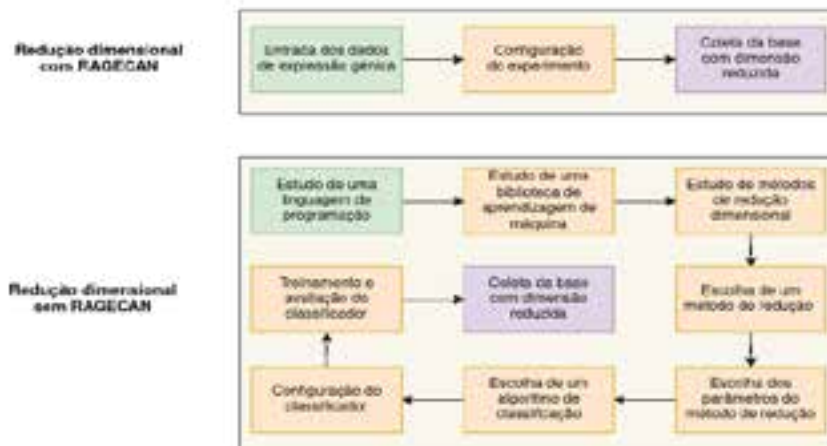 Redução dimensional
com RAGECAN
Entrada dos dados
de expressão gênica
Configuração
do experimento
Coleta da base
com dimensão
reduzida
Redução dimensional
sem RAGECAN
Estudo de uma
linguagem de
programação
Estudo de uma
biblioteca de
aprendizagem de
máquina
Estudo de métodos
de redução
dimensional
Escolha de um
método de redução
Escolha dos
parâmetros do
método de redução
Escolha de um
algoritmo de
classificação
Configuração do
classificador
Treinamento e
avaliação do
classificador
Coleta da base
com dimensão
reduzida